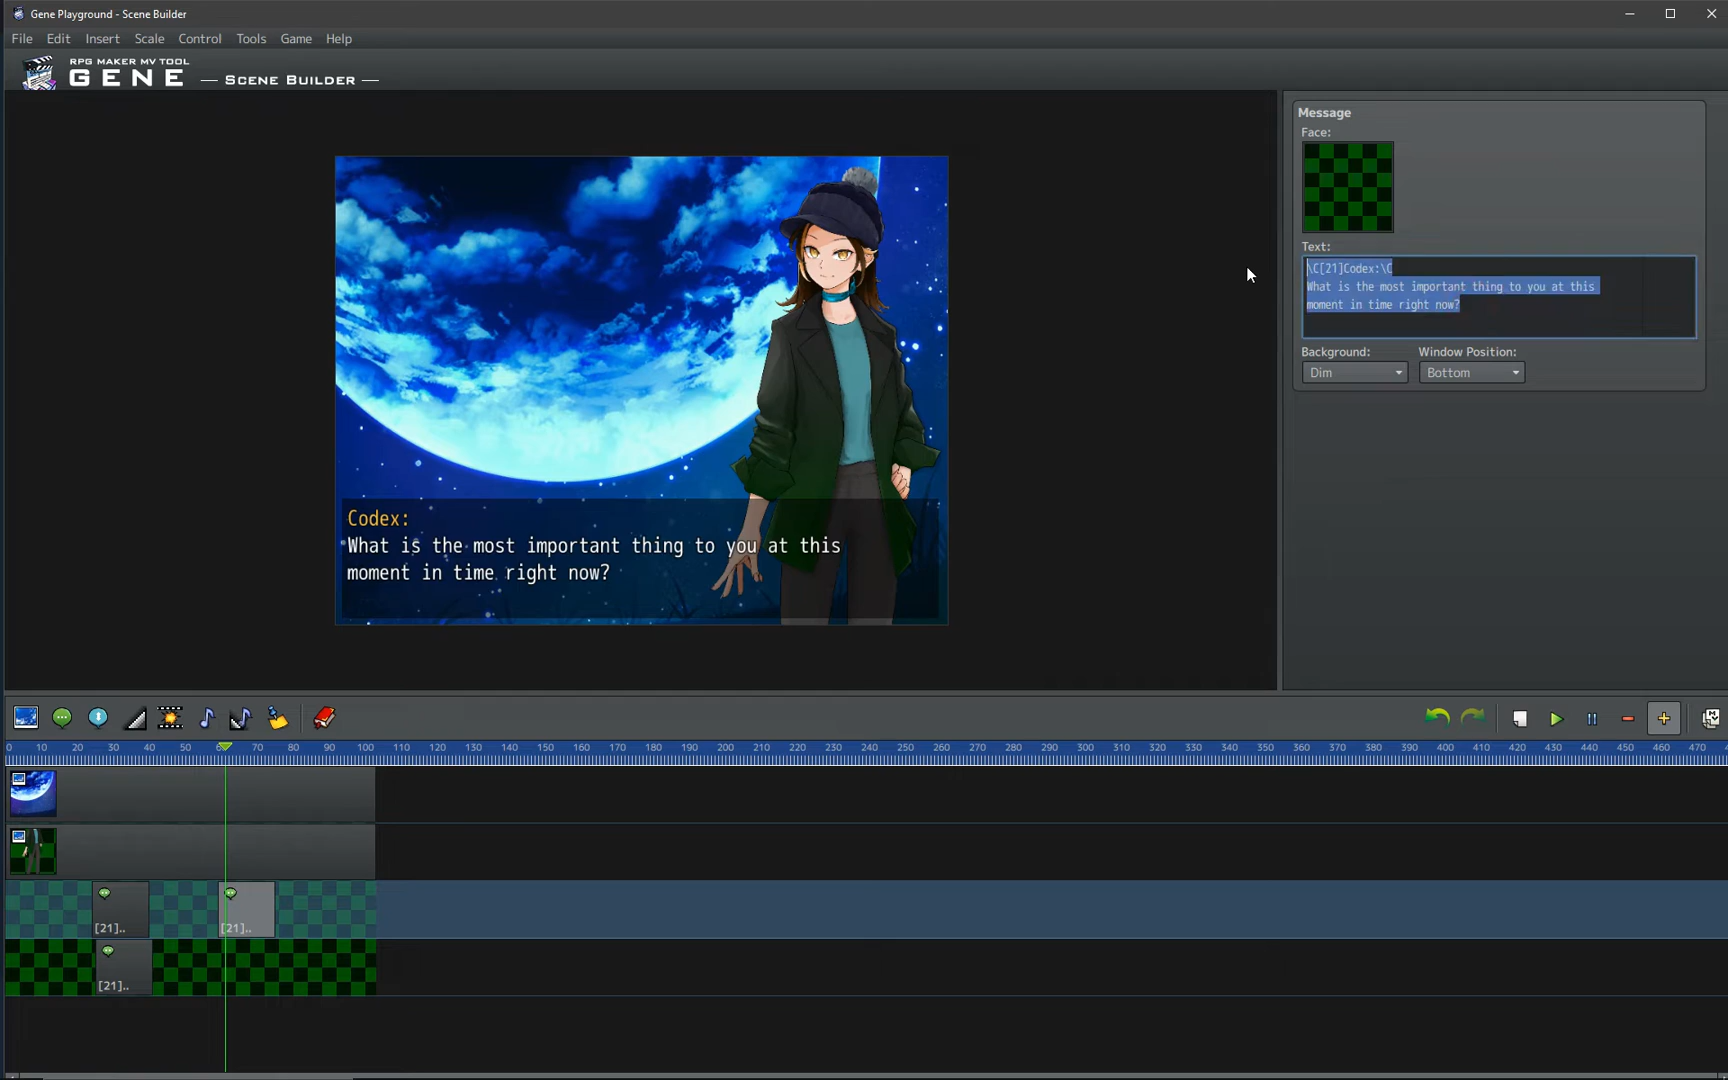 Gene Playground - Scene Builder
File Edit Insert Scale Control Tools Game Help
RPG MAKER MV TOOL
GENE — SCENE BUILDER —
Message
Face:
Text:
\C[21]Codex:\C
What is the most important thing to you at this
moment in time right now?
Background: Window Position:
Dim Bottom
Codex:
What is the most important thing to you at this
moment in time right now?
0 10 20 30 40 50 60 70 80 90 100 110 120 130 140 150 160 170 180 190 200 210 220 230 240 250 260 270 280 290 300 310 320 330 340 350 360 370 380 390 400 410 420 430 440 450 460 470
[21].. [21]..
[21]..